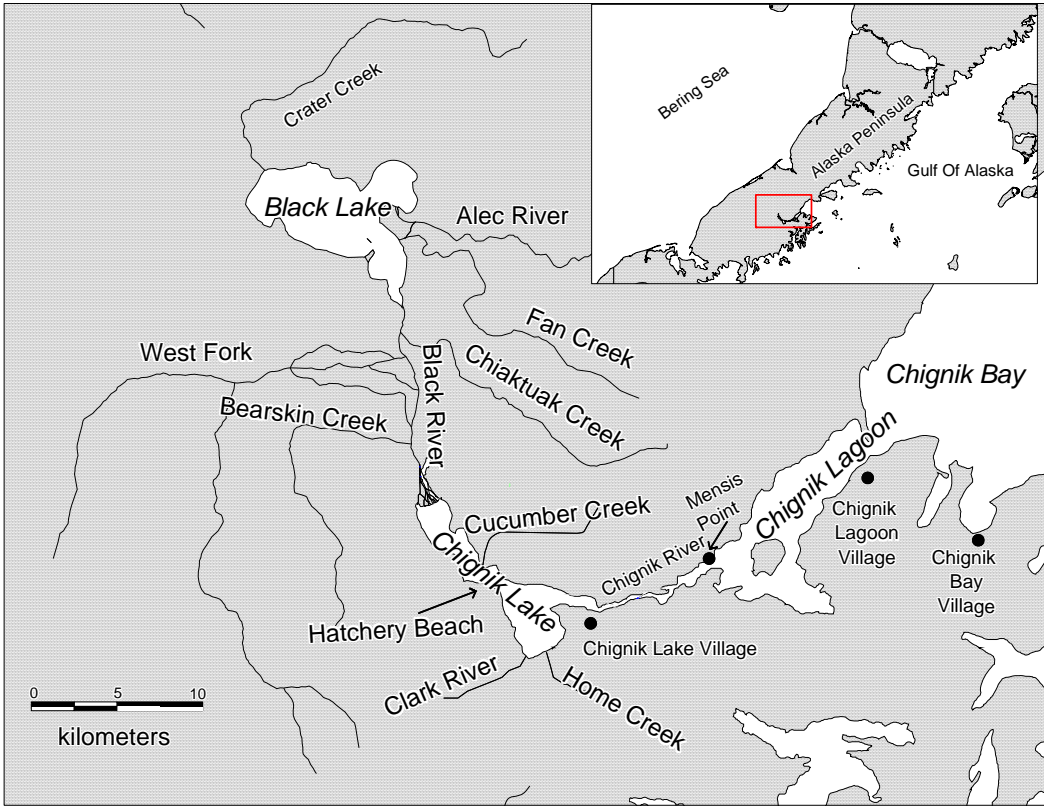 Crater Creek
Bering Sea
Alaska Peninsula
Gulf Of Alaska
Black Lake
Alec River
Fan Creek
West Fork
Black River
Chiaktuak Creek
Chignik Bay
Bearskin Creek
Chignik Lagoon
Mensis
Point
Cucumber Creek
Chignik
Lagoon
Village
Chignik Lake
Chignik River
Chignik
Bay
Village
Hatchery Beach
Chignik Lake Village
Clark River
Home Creek
0 5 10
kilometers